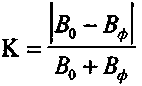 K = |B₀ − B_ф| / (B₀ + B_ф)